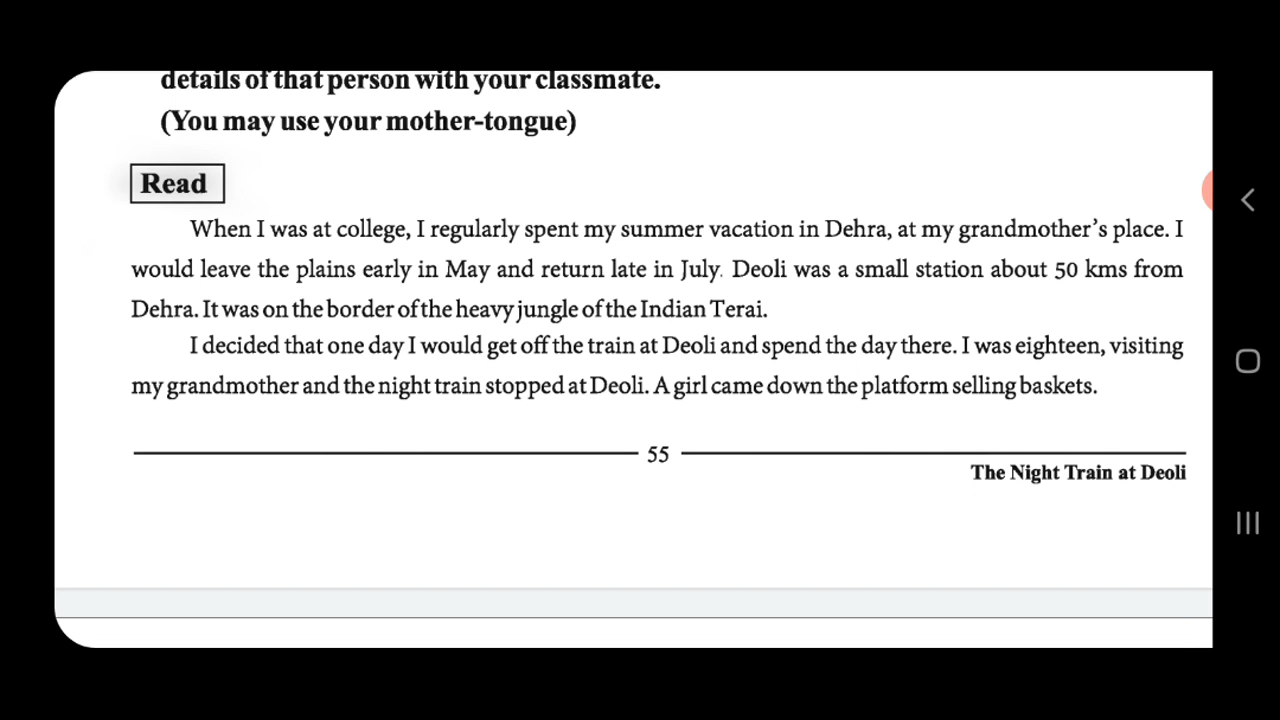 details of that person with your classmate.
(You may use your mother-tongue)
Read
When I was at college, I regularly spent my summer vacation in Dehra, at my grandmother's place. I
would leave the plains early in May and return late in July. Deoli was a small station about 50 kms from
Dehra. It was on the border of the heavy jungle of the Indian Terai.
I decided that one day I would get off the train at Deoli and spend the day there. I was eighteen, visiting
my grandmother and the night train stopped at Deoli. A girl came down the platform selling baskets.
55
The Night Train at Deoli